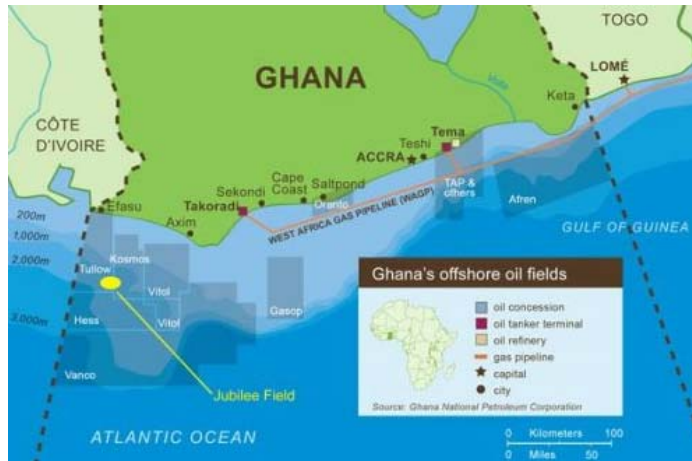 TOGO
LOMÉ
GHANA
Volta
Keta
CÔTE
D'IVOIRE
Tema
Teshi
ACCRA
Cape
Coast
Saltpond
Sekondi
Takoradi
Efasu
Axim
Oranto
TAP &
others
Afren
WEST AFRICA GAS PIPELINE (WAGP)
GULF OF GUINEA
200m
1,000m
2,000m
3,000m
Kosmos
Tullow
Vitol
Hess
Vitol
Gasop
Vanco
Jubilee Field
ATLANTIC OCEAN
Ghana's offshore oil fields
oil concession
oil tanker terminal
oil refinery
gas pipeline
capital
city
Source: Ghana National Petroleum Corporation
0 Kilometers 100
0 Miles 50